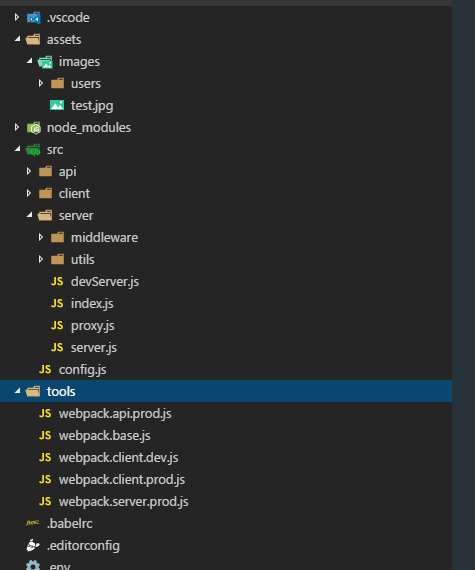 .vscode
assets
images
users
test.jpg
node_modules
src
api
client
server
middleware
utils
JS devServer.js
JS index.js
JS proxy.js
JS server.js
JS config.js
tools
JS webpack.api.prod.js
JS webpack.base.js
JS webpack.client.dev.js
JS webpack.client.prod.js
JS webpack.server.prod.js
.babelrc
.editorconfig
.env